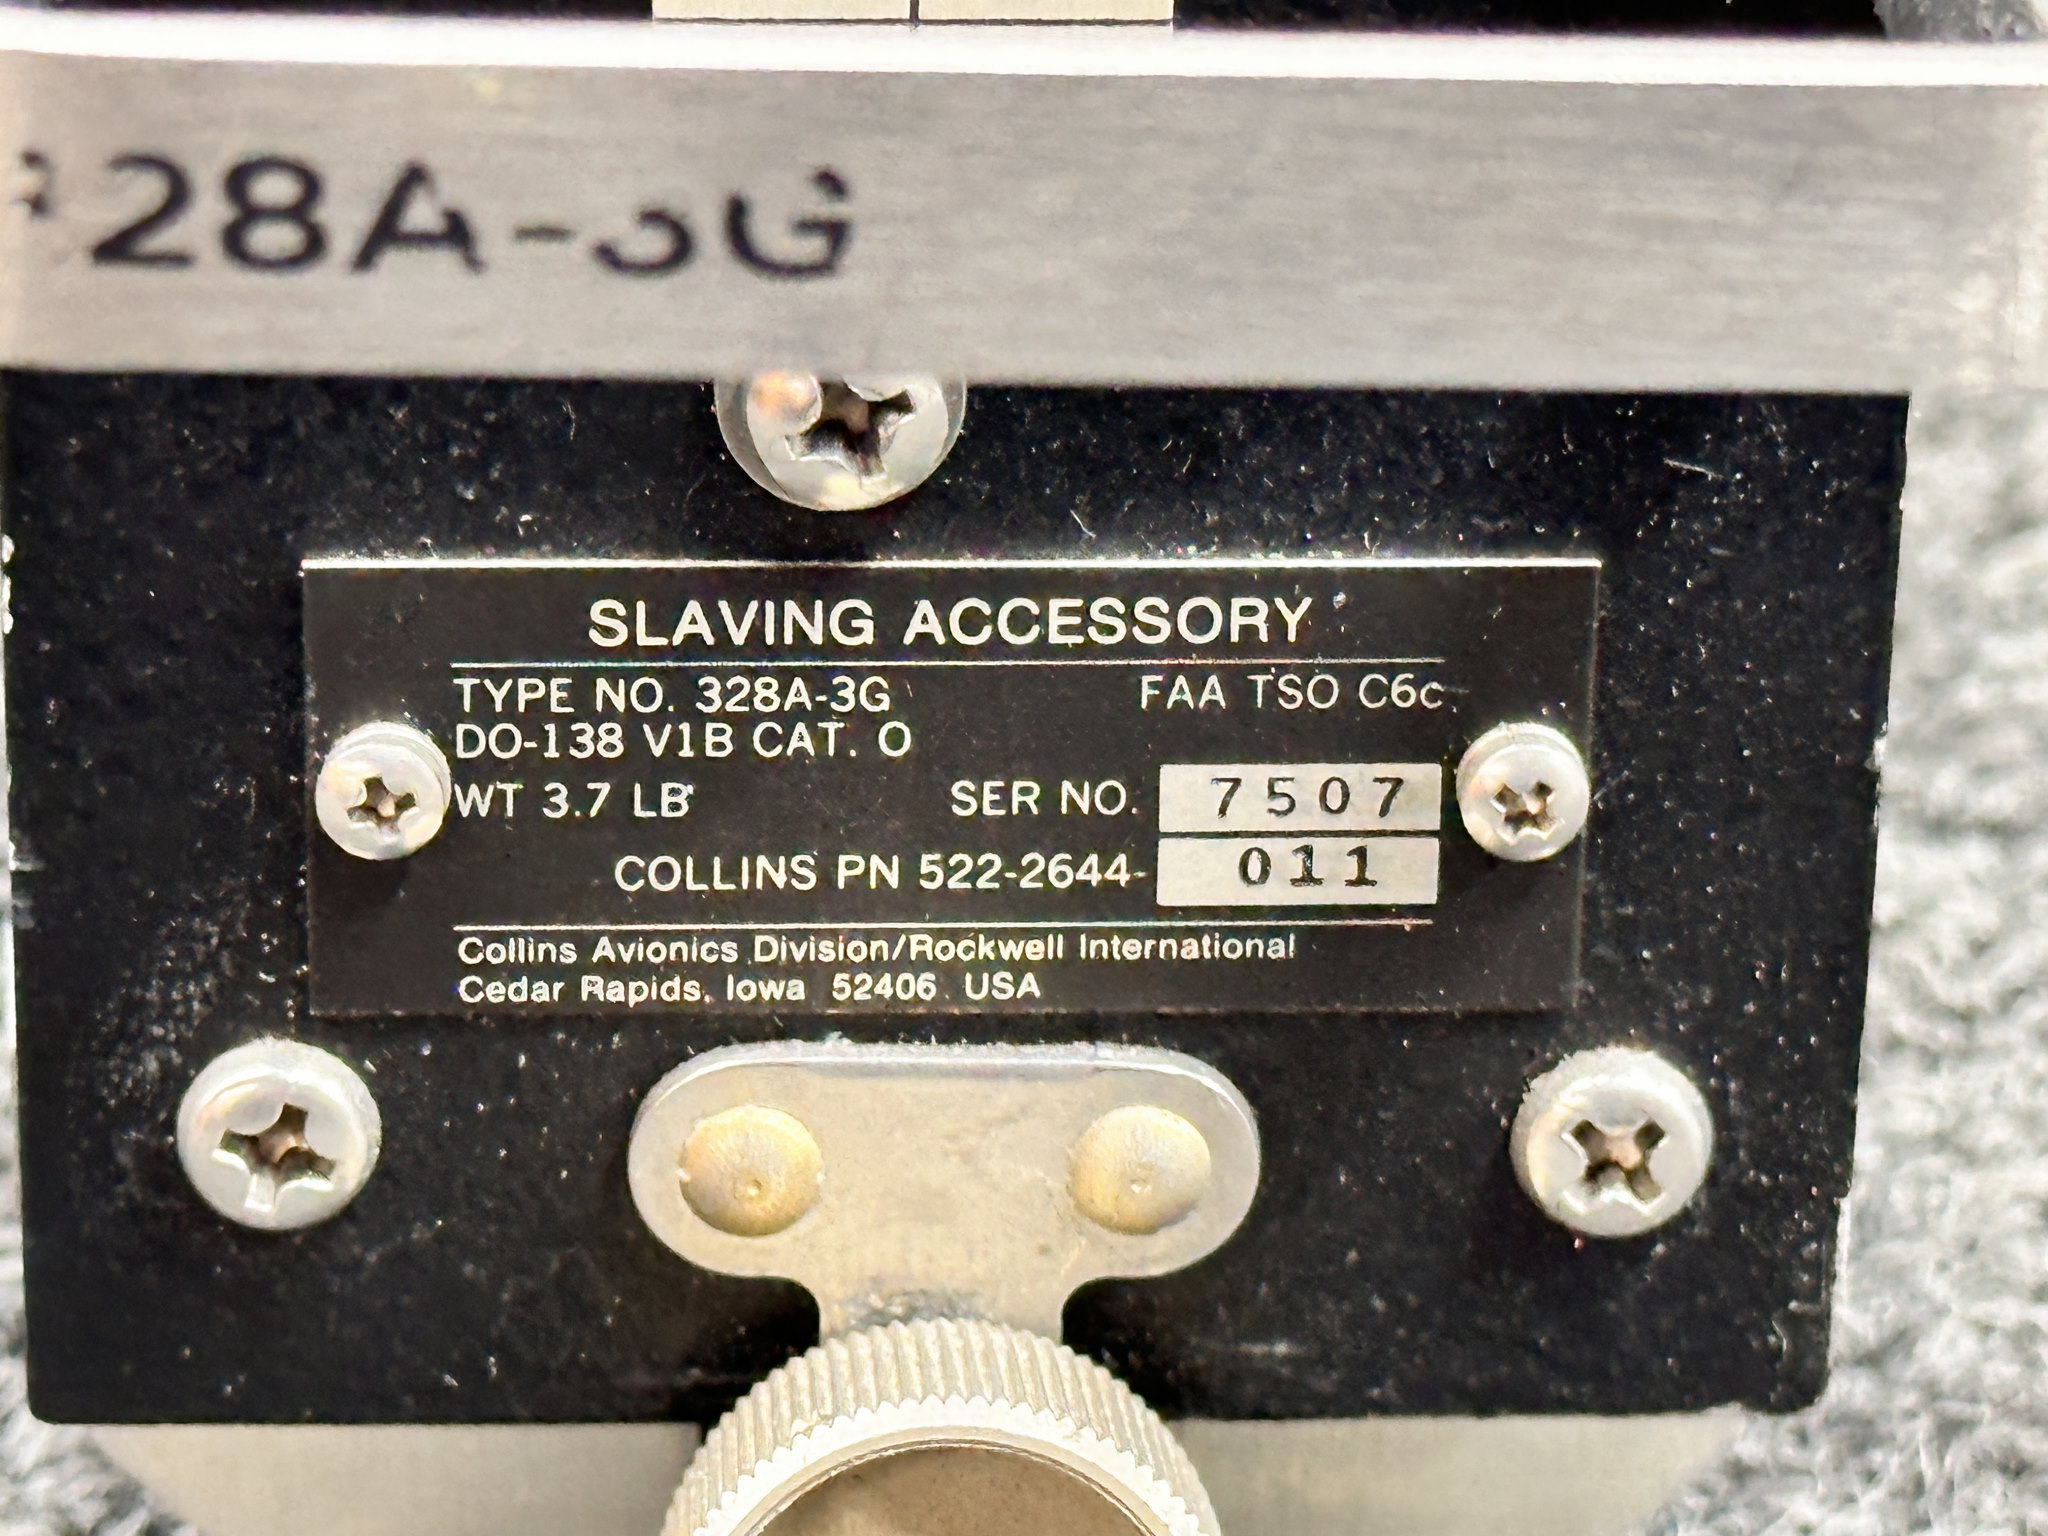 328A-3G
SLAVING ACCESSORY
TYPE NO. 328A-3G FAA TSO C6c
DO-138 V1B CAT. O
WT 3.7 LB SER NO. 7507
COLLINS PN 522-2644-011
Collins Avionics Division/Rockwell International
Cedar Rapids, Iowa 52406 USA